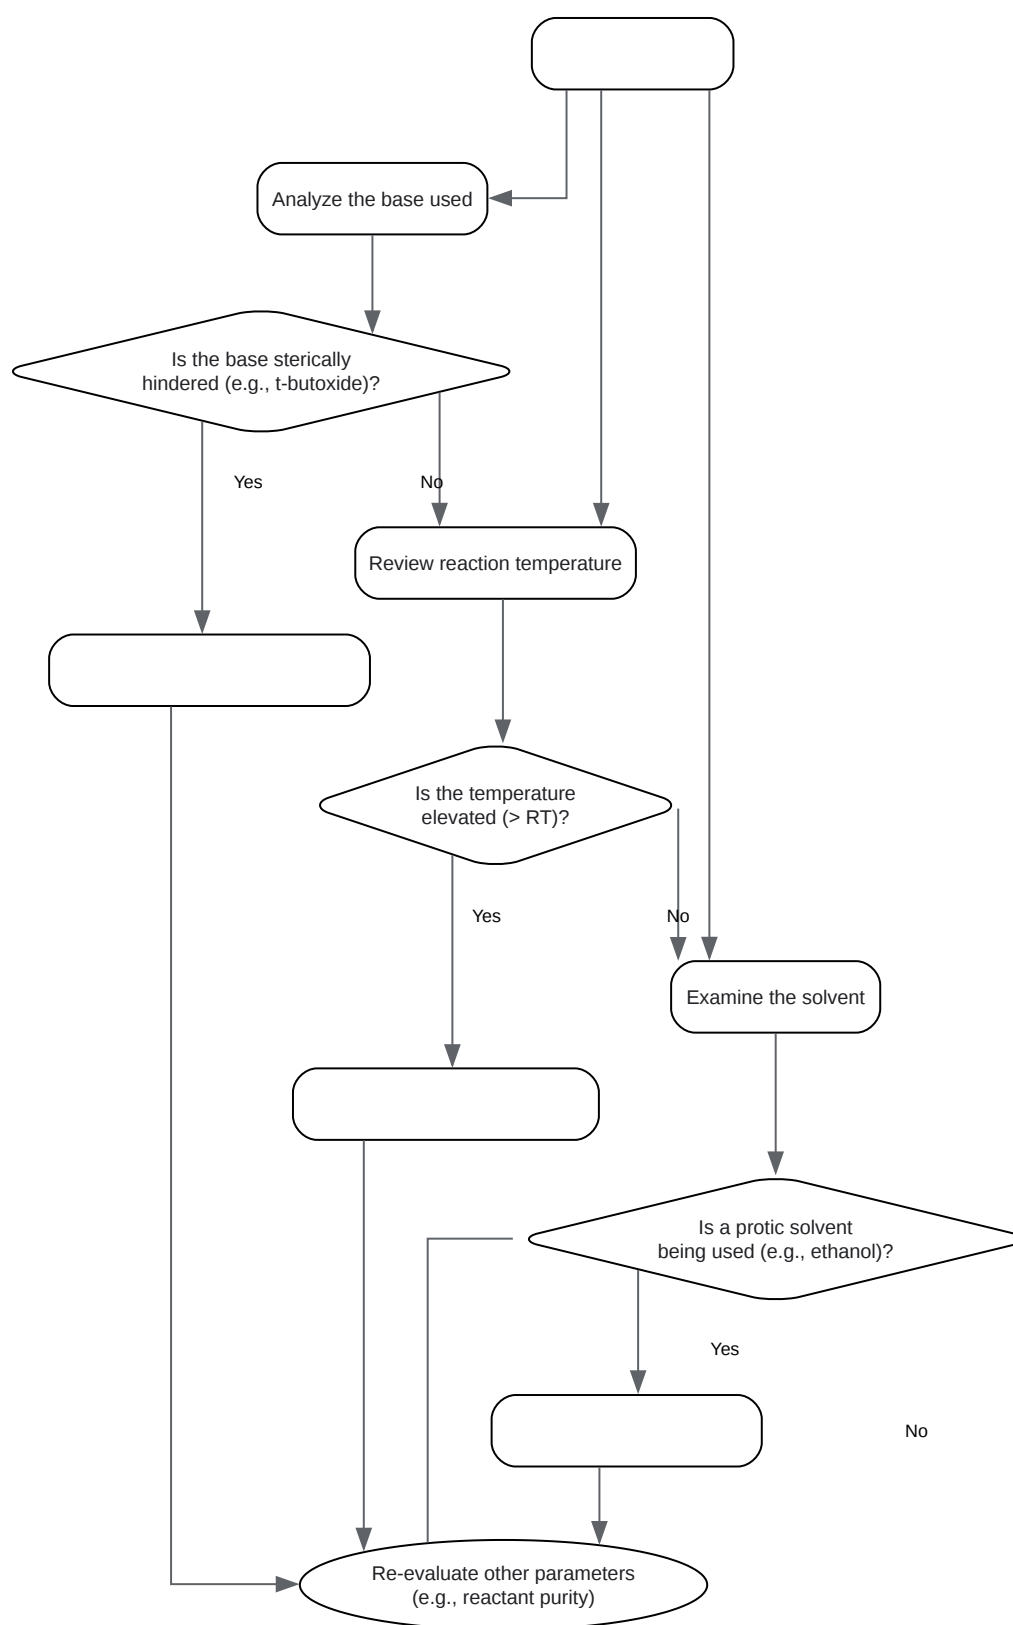 Analyze the base used
Is the base sterically
hindered (e.g., t-butoxide)?
Yes
No
Review reaction temperature
Is the temperature
elevated (> RT)?
Yes
No
Examine the solvent
Is a protic solvent
being used (e.g., ethanol)?
Yes
No
Re-evaluate other parameters
(e.g., reactant purity)